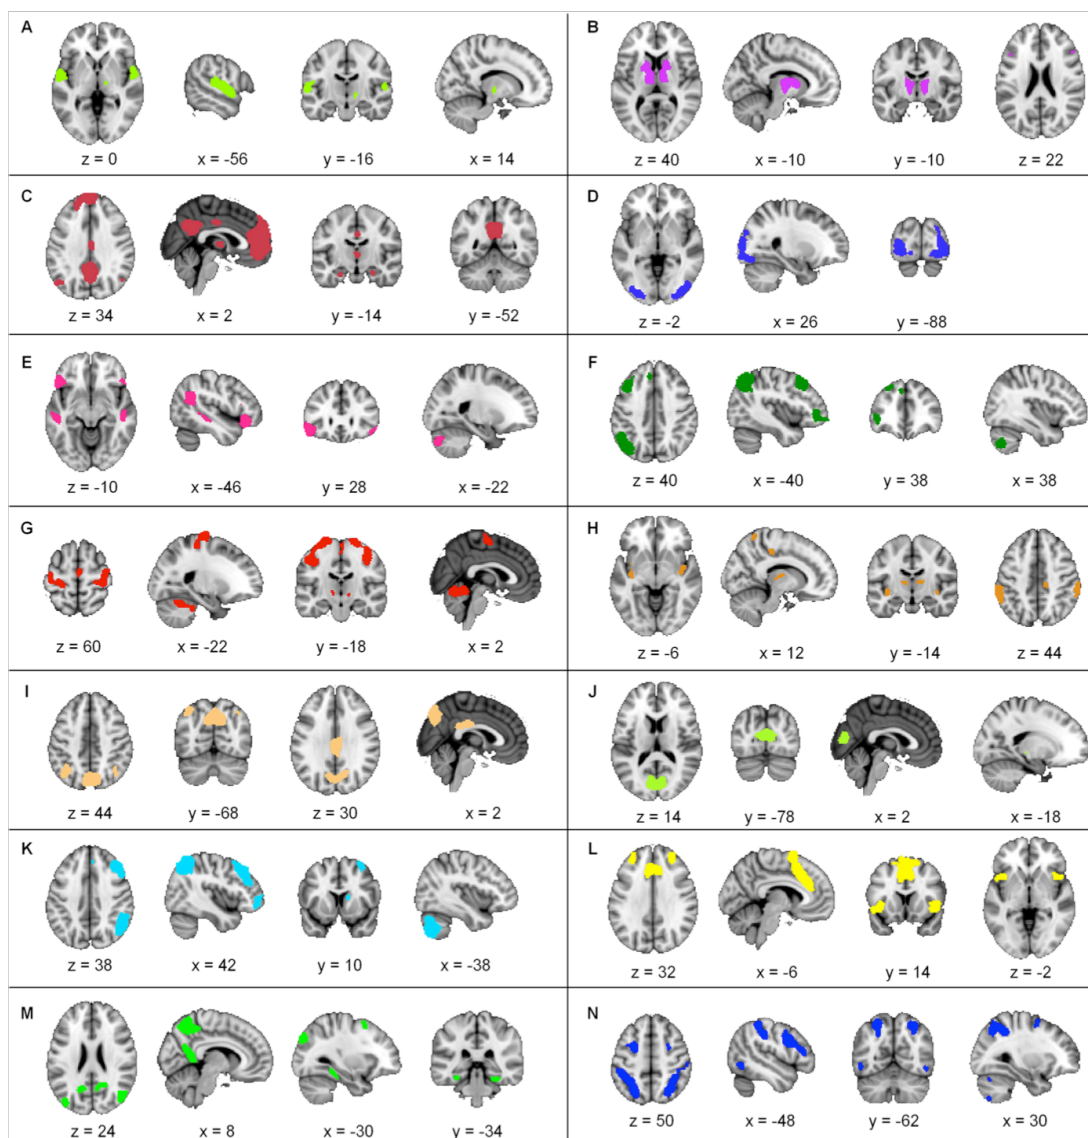 A
B
z = 0 x = -56 y = -16 x = 14
z = 40 x = -10 y = -10 z = 22
C
D
z = 34 x = 2 y = -14 y = -52
z = -2 x = 26 y = -88
E
F
z = -10 x = -46 y = 28 x = -22
z = 40 x = -40 y = 38 x = 38
G
H
z = 60 x = -22 y = -18 x = 2
z = -6 x = 12 y = -14 z = 44
I
J
z = 44 y = -68 z = 30 x = 2
z = 14 y = -78 x = 2 x = -18
K
L
z = 38 x = 42 y = 10 x = -38
z = 32 x = -6 y = 14 z = -2
M
N
z = 24 x = 8 x = -30 y = -34
z = 50 x = -48 y = -62 x = 30